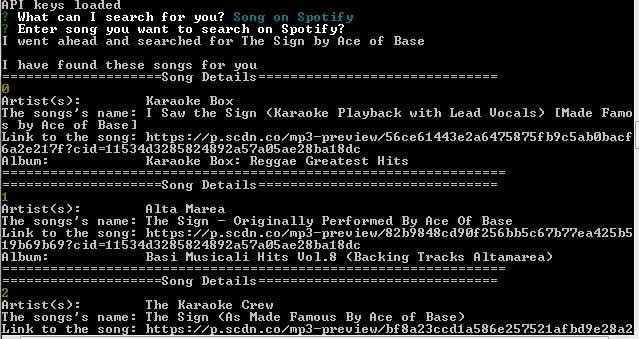 API keys loaded
? What can I search for you? Song on Spotify
? Enter song you want to search on Spotify?
I went ahead and searched for The Sign by Ace of Base
I have found these songs for you
====================Song Details==============================
0
Artist(s):        Karaoke Box
The songs's name: I Saw the Sign (Karaoke Playback with Lead Vocals) [Made Famo
s by Ace of Base]
Link to the song: https://p.scdn.co/mp3-preview/56ce61443e2a6475875fb9c5ab0bacf
6a2e217f?cid=11534d3285824892a57a05ae28ba18dc
Album:            Karaoke Box: Reggae Greatest Hits
===============================================================
====================Song Details==============================
1
Artist(s):        Alta Marea
The songs's name: The Sign - Originally Performed By Ace Of Base
Link to the song: https://p.scdn.co/mp3-preview/82b9848cd90f256bb5c67b77ea425b5
19b69b69?cid=11534d3285824892a57a05ae28ba18dc
Album:            Basi Musicali Hits Vol.8 (Backing Tracks Altamarea)
===============================================================
====================Song Details==============================
2
Artist(s):        The Karaoke Crew
The songs's name: The Sign (As Made Famous By Ace of Base)
Link to the song: https://p.scdn.co/mp3-preview/bf8a23ccd1a586e257521afbd9e28a2